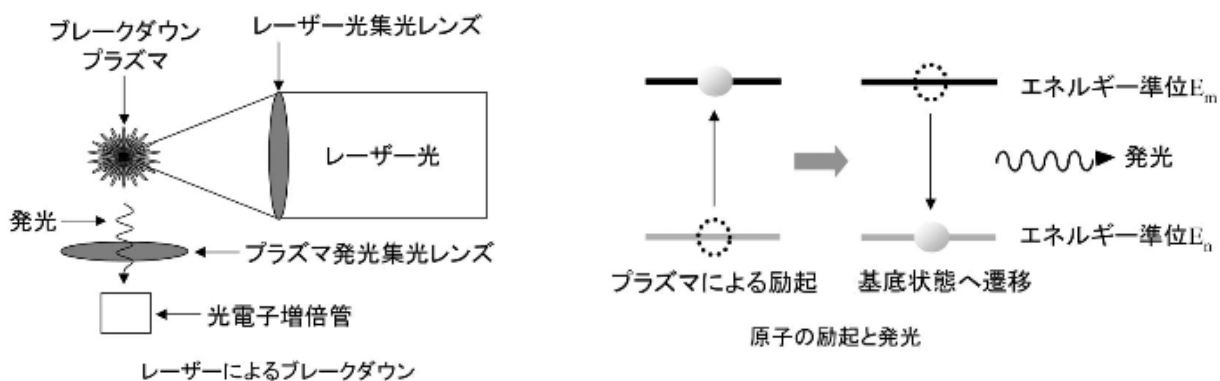 ブレークダウン
プラズマ
レーザー光集光レンズ
レーザー光
発光
プラズマ発光集光レンズ
光電子増倍管
レーザーによるブレークダウン
エネルギー準位Em
発光
エネルギー準位En
プラズマによる励起
基底状態へ遷移
原子の励起と発光